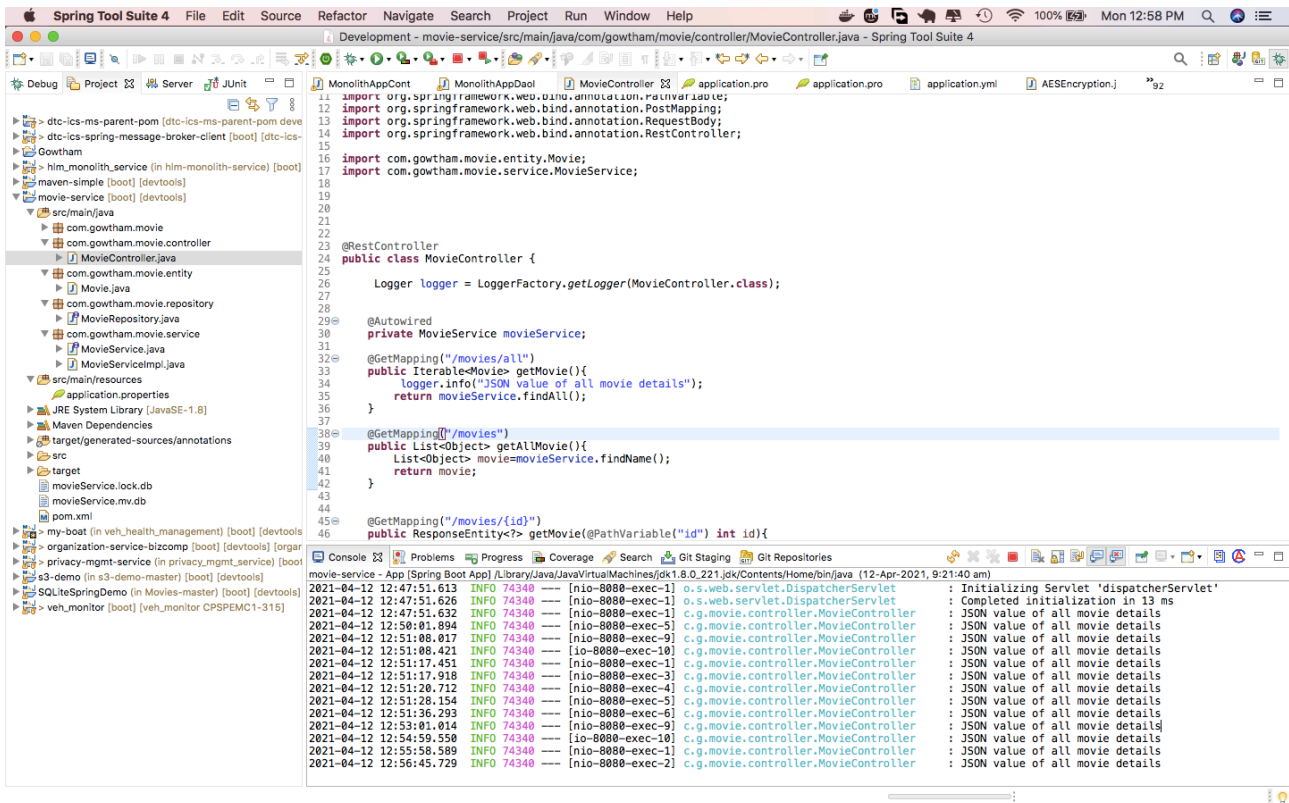 Spring Tool Suite 4 File Edit Source Refactor Navigate Search Project Run Window Help 100% Mon 12:58 PM
Development - movie-service/src/main/java/com/gowtham/movie/controller/MovieController.java - Spring Tool Suite 4
Debug Project Server JUnit
> dtc-ics-ms-parent-pom [dtc-ics-ms-parent-pom deve
> dtc-ics-spring-message-broker-client [boot] [dtc-ics-
Gowtham
> hlm_monolith_service (in hlm-monolith-service) [boot]
maven-simple [boot] [devtools]
movie-service [boot] [devtools]
src/main/java
com.gowtham.movie
com.gowtham.movie.controller
MovieController.java
com.gowtham.movie.entity
Movie.java
com.gowtham.movie.repository
MovieRepository.java
com.gowtham.movie.service
MovieService.java
MovieServiceImpl.java
src/main/resources
application.properties
JRE System Library [JavaSE-1.8]
Maven Dependencies
target/generated-sources/annotations
src
target
movieService.lock.db
movieService.mv.db
pom.xml
> my-boat (in veh_health_management) [boot] [devtools
> organization-service-bizcomp [boot] [devtools] [orgar
> privacy-mgmt-service (in privacy_mgmt_service) [boot
s3-demo (in s3-demo-master) [boot] [devtools]
SQLiteSpringDemo (in Movies-master) [boot] [devtools]
> veh_monitor [boot] [veh_monitor CPSPEMC1-315]
MonolithAppCont MonolithAppDaoI MovieController application.pro application.pro application.yml AESEncryption.j »92
11 import org.springframework.web.bind.annotation.PathVariable;
12 import org.springframework.web.bind.annotation.PostMapping;
13 import org.springframework.web.bind.annotation.RequestBody;
14 import org.springframework.web.bind.annotation.RestController;
15
16 import com.gowtham.movie.entity.Movie;
17 import com.gowtham.movie.service.MovieService;
18
19
20
21
22
23 @RestController
24 public class MovieController {
25
26 Logger logger = LoggerFactory.getLogger(MovieController.class);
27
28
29 @Autowired
30 private MovieService movieService;
31
32 @GetMapping("/movies/all")
33 public Iterable<Movie> getMovie(){
34 logger.info("JSON value of all movie details");
35 return movieService.findAll();
36 }
37
38 @GetMapping("/movies")
39 public List<Object> getAllMovie(){
40 List<Object> movie=movieService.findName();
41 return movie;
42 }
43
44
45 @GetMapping("/movies/{id}")
46 public ResponseEntity<?> getMovie(@PathVariable("id") int id){
Console Problems Progress Coverage Search Git Staging Git Repositories
movie-service - App [Spring Boot App] /Library/Java/JavaVirtualMachines/jdk1.8.0_221.jdk/Contents/Home/bin/java (12-Apr-2021, 9:21:40 am)
2021-04-12 12:47:51.613 INFO 74340 --- [nio-8080-exec-1] o.s.web.servlet.DispatcherServlet : Initializing Servlet 'dispatcherServlet'
2021-04-12 12:47:51.626 INFO 74340 --- [nio-8080-exec-1] o.s.web.servlet.DispatcherServlet : Completed initialization in 13 ms
2021-04-12 12:47:51.632 INFO 74340 --- [nio-8080-exec-1] c.g.movie.controller.MovieController : JSON value of all movie details
2021-04-12 12:50:01.894 INFO 74340 --- [nio-8080-exec-5] c.g.movie.controller.MovieController : JSON value of all movie details
2021-04-12 12:51:08.017 INFO 74340 --- [nio-8080-exec-9] c.g.movie.controller.MovieController : JSON value of all movie details
2021-04-12 12:51:08.421 INFO 74340 --- [io-8080-exec-10] c.g.movie.controller.MovieController : JSON value of all movie details
2021-04-12 12:51:17.451 INFO 74340 --- [nio-8080-exec-1] c.g.movie.controller.MovieController : JSON value of all movie details
2021-04-12 12:51:17.918 INFO 74340 --- [nio-8080-exec-3] c.g.movie.controller.MovieController : JSON value of all movie details
2021-04-12 12:51:20.712 INFO 74340 --- [nio-8080-exec-4] c.g.movie.controller.MovieController : JSON value of all movie details
2021-04-12 12:51:28.154 INFO 74340 --- [nio-8080-exec-5] c.g.movie.controller.MovieController : JSON value of all movie details
2021-04-12 12:51:36.293 INFO 74340 --- [nio-8080-exec-6] c.g.movie.controller.MovieController : JSON value of all movie details
2021-04-12 12:53:01.014 INFO 74340 --- [nio-8080-exec-9] c.g.movie.controller.MovieController : JSON value of all movie details
2021-04-12 12:54:59.550 INFO 74340 --- [io-8080-exec-10] c.g.movie.controller.MovieController : JSON value of all movie details
2021-04-12 12:55:58.589 INFO 74340 --- [nio-8080-exec-1] c.g.movie.controller.MovieController : JSON value of all movie details
2021-04-12 12:56:45.729 INFO 74340 --- [nio-8080-exec-2] c.g.movie.controller.MovieController : JSON value of all movie details